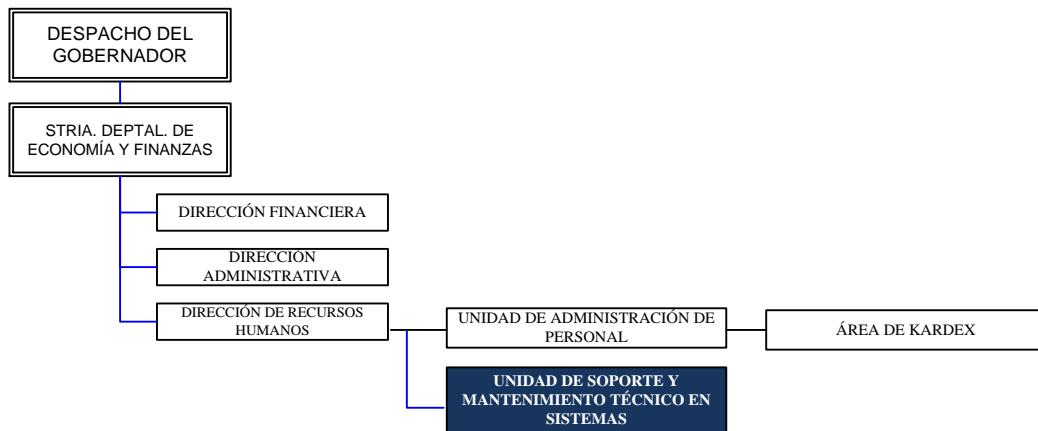 DESPACHO DEL
GOBERNADOR
STRIA. DEPTAL. DE
ECONOMÍA Y FINANZAS
DIRECCIÓN FINANCIERA
DIRECCIÓN
ADMINISTRATIVA
DIRECCIÓN DE RECURSOS
HUMANOS
UNIDAD DE ADMINISTRACIÓN DE
PERSONAL
ÁREA DE KARDEX
UNIDAD DE SOPORTE Y
MANTENIMIENTO TÉCNICO EN
SISTEMAS